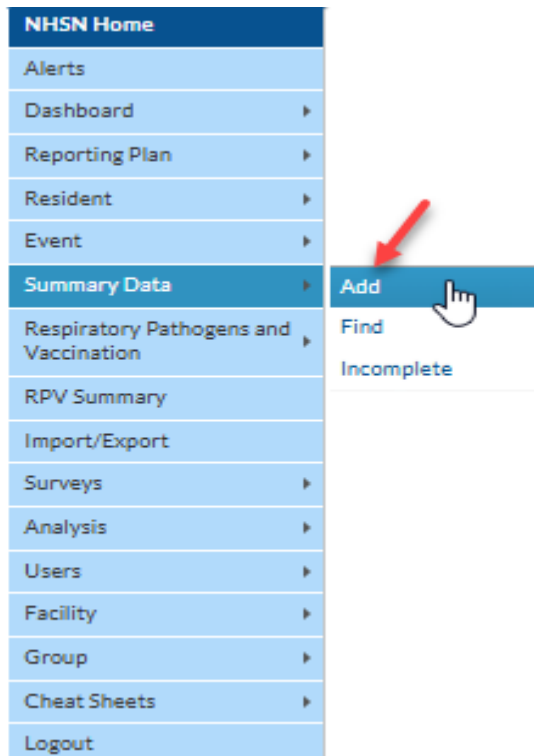 NHSN Home
Alerts
Dashboard
Reporting Plan
Resident
Event
Summary Data
Add
Find
Incomplete
Respiratory Pathogens and
Vaccination
RPV Summary
Import/Export
Surveys
Analysis
Users
Facility
Group
Cheat Sheets
Logout